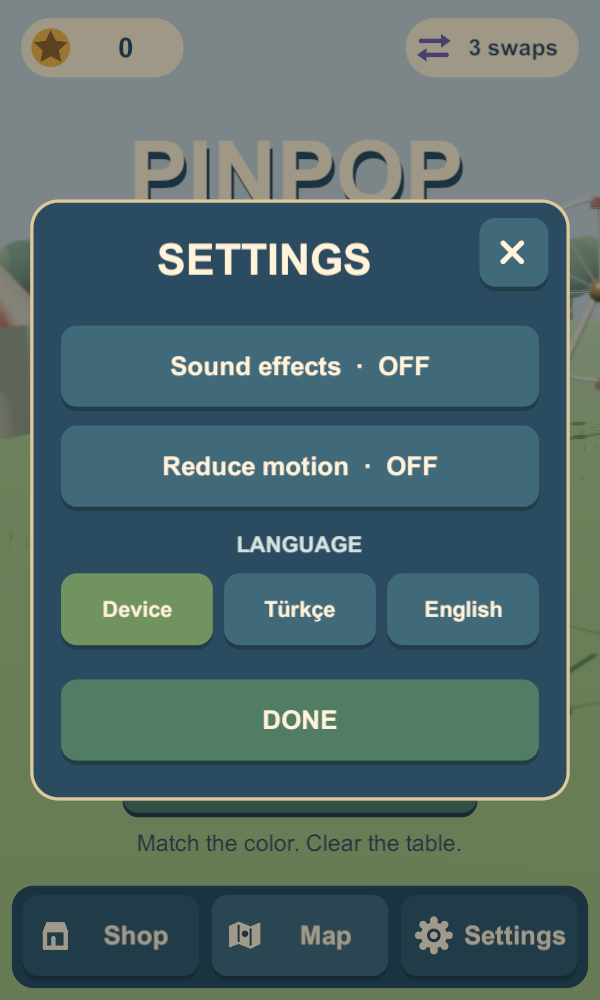 0
3 swaps
PINPOP
SETTINGS
Sound effects · OFF
Reduce motion · OFF
LANGUAGE
Device
Türkçe
English
DONE
Match the color. Clear the table.
Shop
Map
Settings